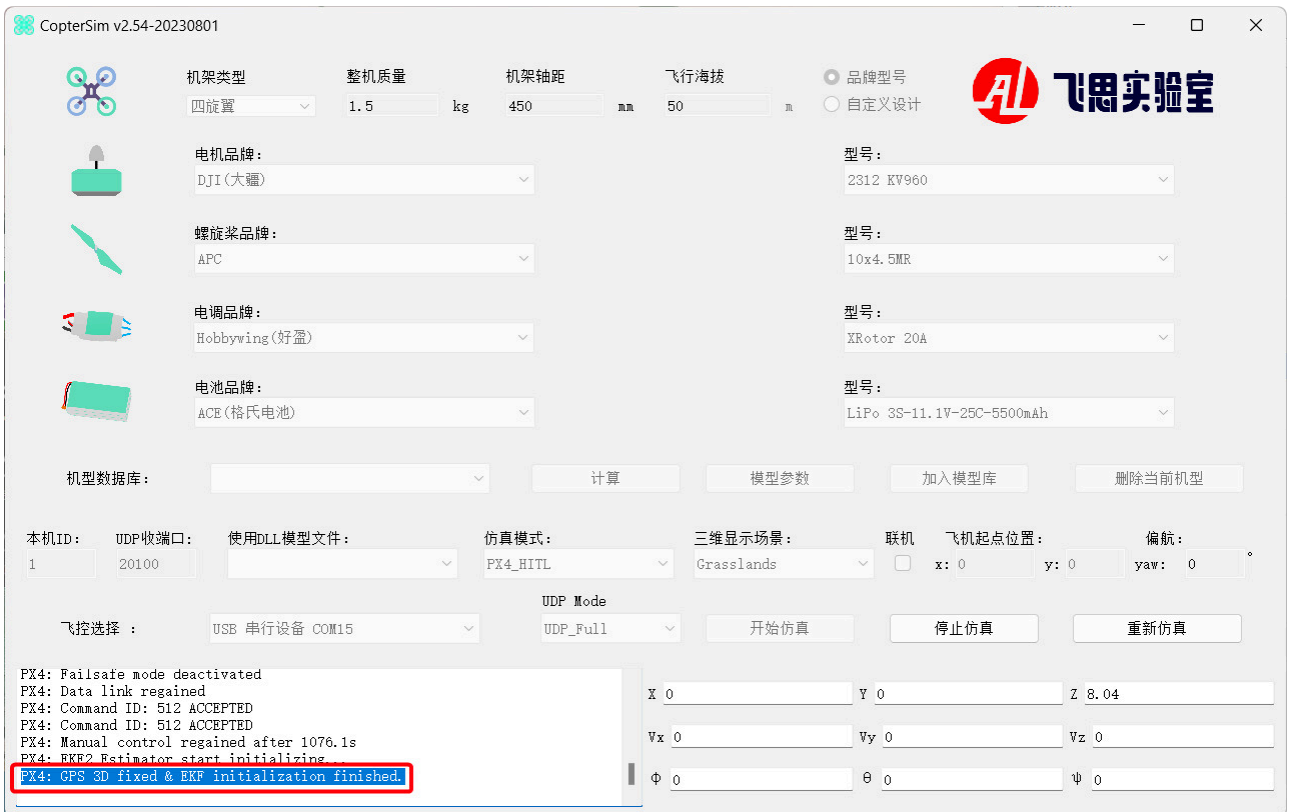 CopterSim v2.54-20230801
机架类型 整机质量 机架轴距 飞行海拔 品牌型号
四旋翼 1.5 kg 450 mm 50 m 自定义设计
飞思实验室
电机品牌： 型号：
DJI(大疆) 2312 KV960
螺旋桨品牌： 型号：
APC 10x4.5MR
电调品牌： 型号：
Hobbywing(好盈) XRotor 20A
电池品牌： 型号：
ACE(格氏电池) LiPo 3S-11.1V-25C-5500mAh
机型数据库： 计算 模型参数 加入模型库 删除当前机型
本机ID： UDP收端口： 使用DLL模型文件： 仿真模式： 三维显示场景： 联机 飞机起点位置： 偏航：
1 20100 PX4_HITL Grasslands x: 0 y: 0 yaw: 0 °
UDP Mode
飞控选择 ： USB 串行设备 COM15 UDP_Full 开始仿真 停止仿真 重新仿真
PX4: Failsafe mode deactivated
PX4: Data link regained
PX4: Command ID: 512 ACCEPTED
PX4: Command ID: 512 ACCEPTED
PX4: Manual control regained after 1076.1s
PX4: EKF2 Estimator start initializing...
PX4: GPS 3D fixed & EKF initialization finished.
X 0 Y 0 Z 8.04
Vx 0 Vy 0 Vz 0
Φ 0 θ 0 ψ 0